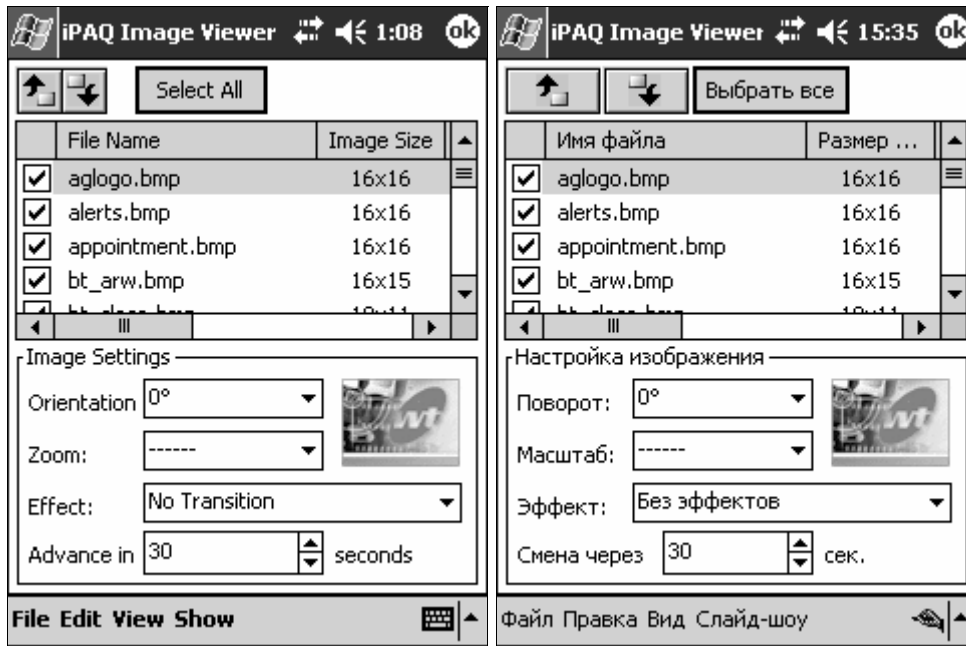 iPAQ Image Viewer 1:08 ok
Select All
File Name Image Size
aglogo.bmp 16x16
alerts.bmp 16x16
appointment.bmp 16x16
bt_arw.bmp 16x15
Image Settings
Orientation 0°
Zoom: ------
wt
Effect: No Transition
Advance in 30 seconds
File Edit View Show
iPAQ Image Viewer 15:35 ok
Выбрать все
Имя файла Размер ...
aglogo.bmp 16x16
alerts.bmp 16x16
appointment.bmp 16x16
bt_arw.bmp 16x15
Настройка изображения
Поворот: 0°
Масштаб: ------
wt
Эффект: Без эффектов
Смена через 30 сек.
Файл Правка Вид Слайд-шоу